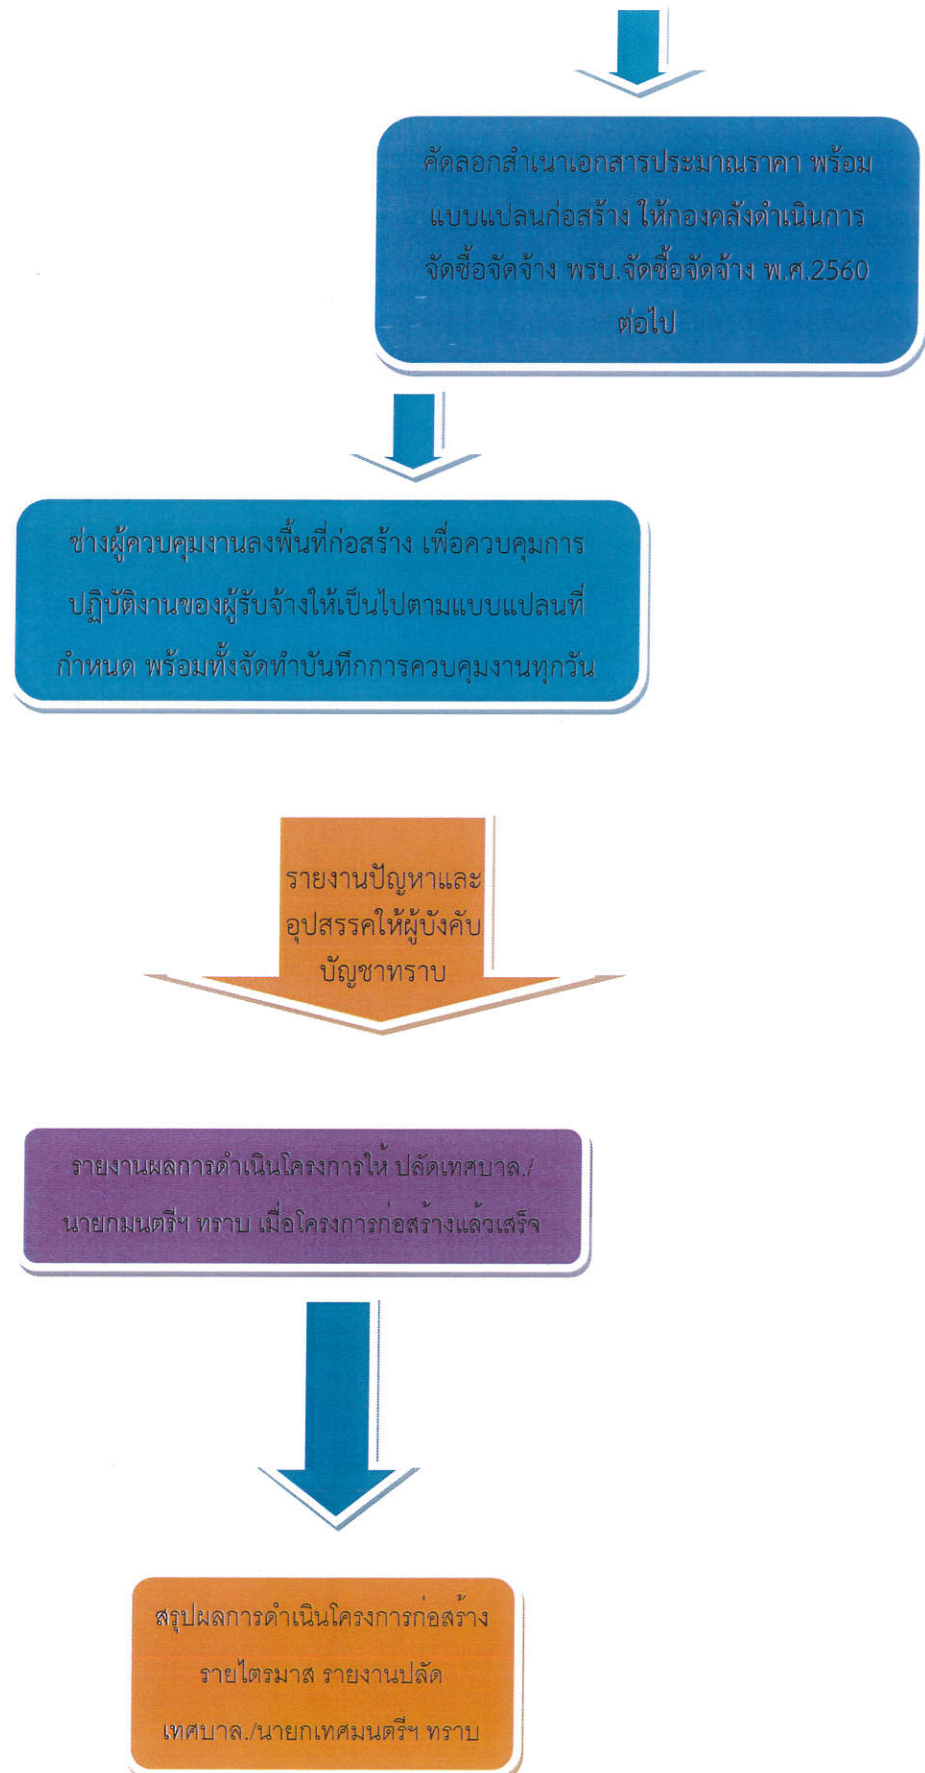 คัดลอกสำเนาเอกสารประมาณราคา พร้อม
แบบแปลนก่อสร้าง ให้กองคลังดำเนินการ
จัดซื้อจัดจ้าง พรบ.จัดซื้อจัดจ้าง พ.ศ.2560
ต่อไป
ช่างผู้ควบคุมงานลงพื้นที่ก่อสร้าง เพื่อควบคุมการ
ปฏิบัติงานของผู้รับจ้างให้เป็นไปตามแบบแปลนที่
กำหนด พร้อมทั้งจัดทำบันทึกการควบคุมงานทุกวัน
รายงานปัญหาและ
อุปสรรคให้ผู้บังคับ
บัญชาทราบ
รายงานผลการดำเนินโครงการให้ ปลัดเทศบาล./
นายกมนตรีฯ ทราบ เมื่อโครงการก่อสร้างแล้วเสร็จ
สรุปผลการดำเนินโครงการก่อสร้าง
รายไตรมาส รายงานปลัด
เทศบาล./นายกเทศมนตรีฯ ทราบ